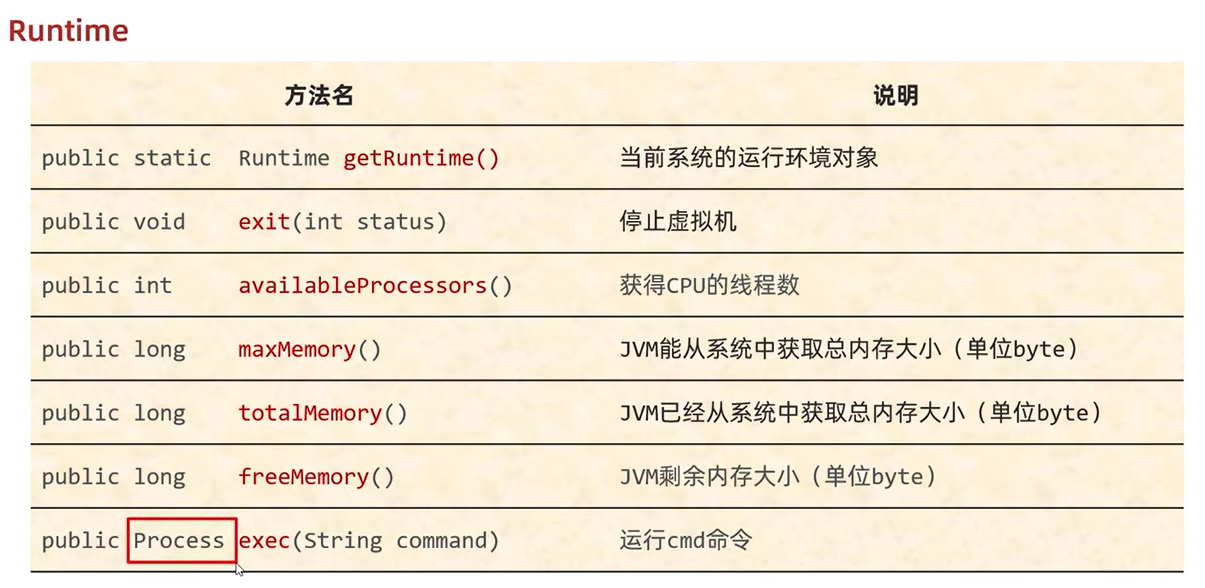 Runtime
方法名 说明
public static Runtime getRuntime() 当前系统的运行环境对象
public void exit(int status) 停止虚拟机
public int availableProcessors() 获得CPU的线程数
public long maxMemory() JVM能从系统中获取总内存大小（单位byte）
public long totalMemory() JVM已经从系统中获取总内存大小（单位byte）
public long freeMemory() JVM剩余内存大小（单位byte）
public Process exec(String command) 运行cmd命令